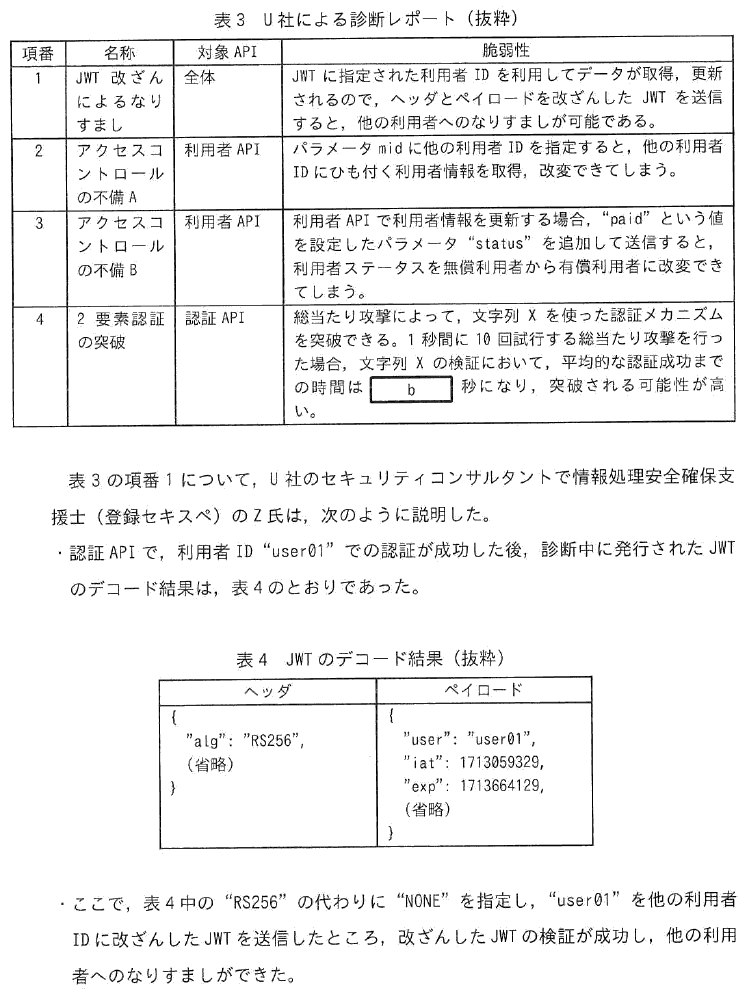 表3 U社による診断レポート(抜粋)
項番 名称 対象API 脆弱性
1 JWT 改ざんによるなりすまし 全体 JWTに指定された利用者IDを利用してデータが取得,更新
されるので,ヘッダとペイロードを改ざんしたJWTを送信
すると,他の利用者へのなりすましが可能である。
2 アクセスコントロールの不備A 利用者API パラメータmidに他の利用者IDを指定すると,他の利用者
IDにひも付く利用者情報を取得,改変できてしまう。
3 アクセスコントロールの不備B 利用者API 利用者APIで利用者情報を更新する場合,“paid”という値
を設定したパラメータ“status”を追加して送信すると,
利用者ステータスを無償利用者から有償利用者に改変でき
てしまう。
4 2要素認証の突破 認証API 総当たり攻撃によって,文字列Xを使った認証メカニズム
を突破できる。1秒間に10回試行する総当たり攻撃を行っ
た場合,文字列Xの検証において,平均的な認証成功まで
の時間は b 秒になり,突破される可能性が高
い。
表3の項番1について,U社のセキュリティコンサルタントで情報処理安全確保支
援士(登録セキスペ)のZ氏は,次のように説明した。
・認証APIで,利用者ID“user01”での認証が成功した後,診断中に発行されたJWT
のデコード結果は,表4のとおりであった。
表4 JWTのデコード結果(抜粋)
ヘッダ ペイロード
{
"alg": "RS256",
(省略)
}
{
"user": "user01",
"iat": 1713059329,
"exp": 1713664129,
(省略)
}
・ここで,表4中の“RS256”の代わりに“NONE”を指定し,“user01”を他の利用者
IDに改ざんしたJWTを送信したところ,改ざんしたJWTの検証が成功し,他の利用
者へのなりすましができた。